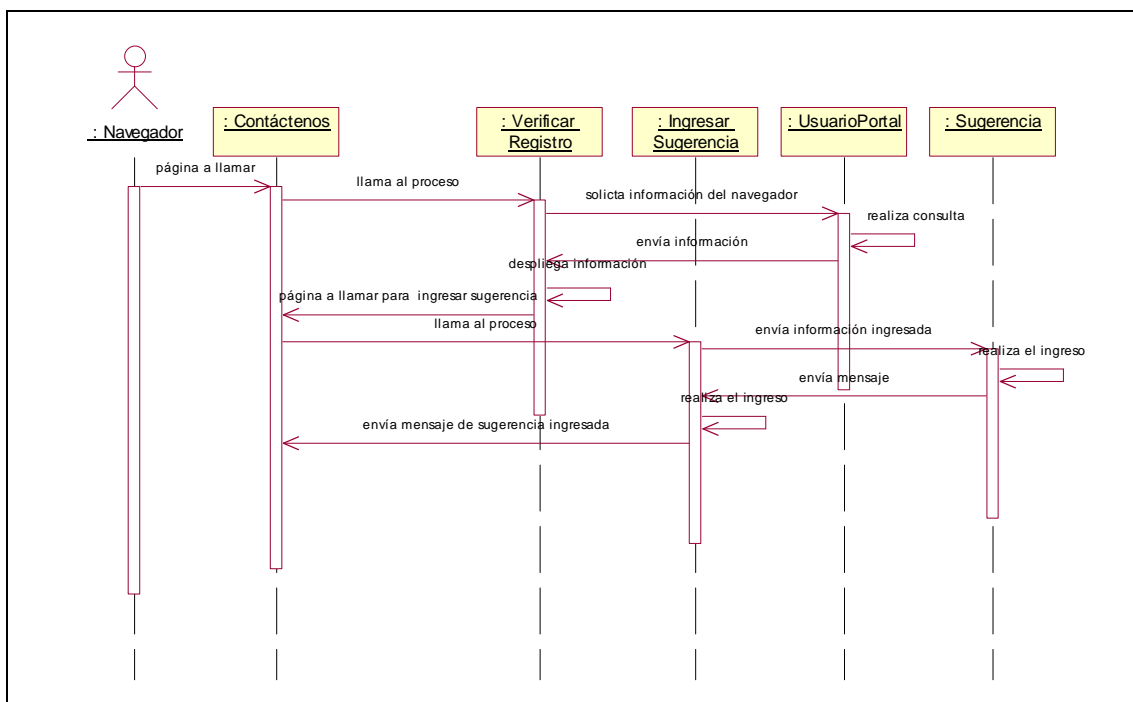 : Navegador
: Contáctenos
: Verificar
Registro
: Ingresar
Sugerencia
: UsuarioPortal
: Sugerencia
página a llamar
llama al proceso
solicta información del navegador
realiza consulta
envía información
despliega información
página a llamar para ingresar sugerencia
llama al proceso
envía información ingresada
realiza el ingreso
envía mensaje
realiza el ingreso
envía mensaje de sugerencia ingresada